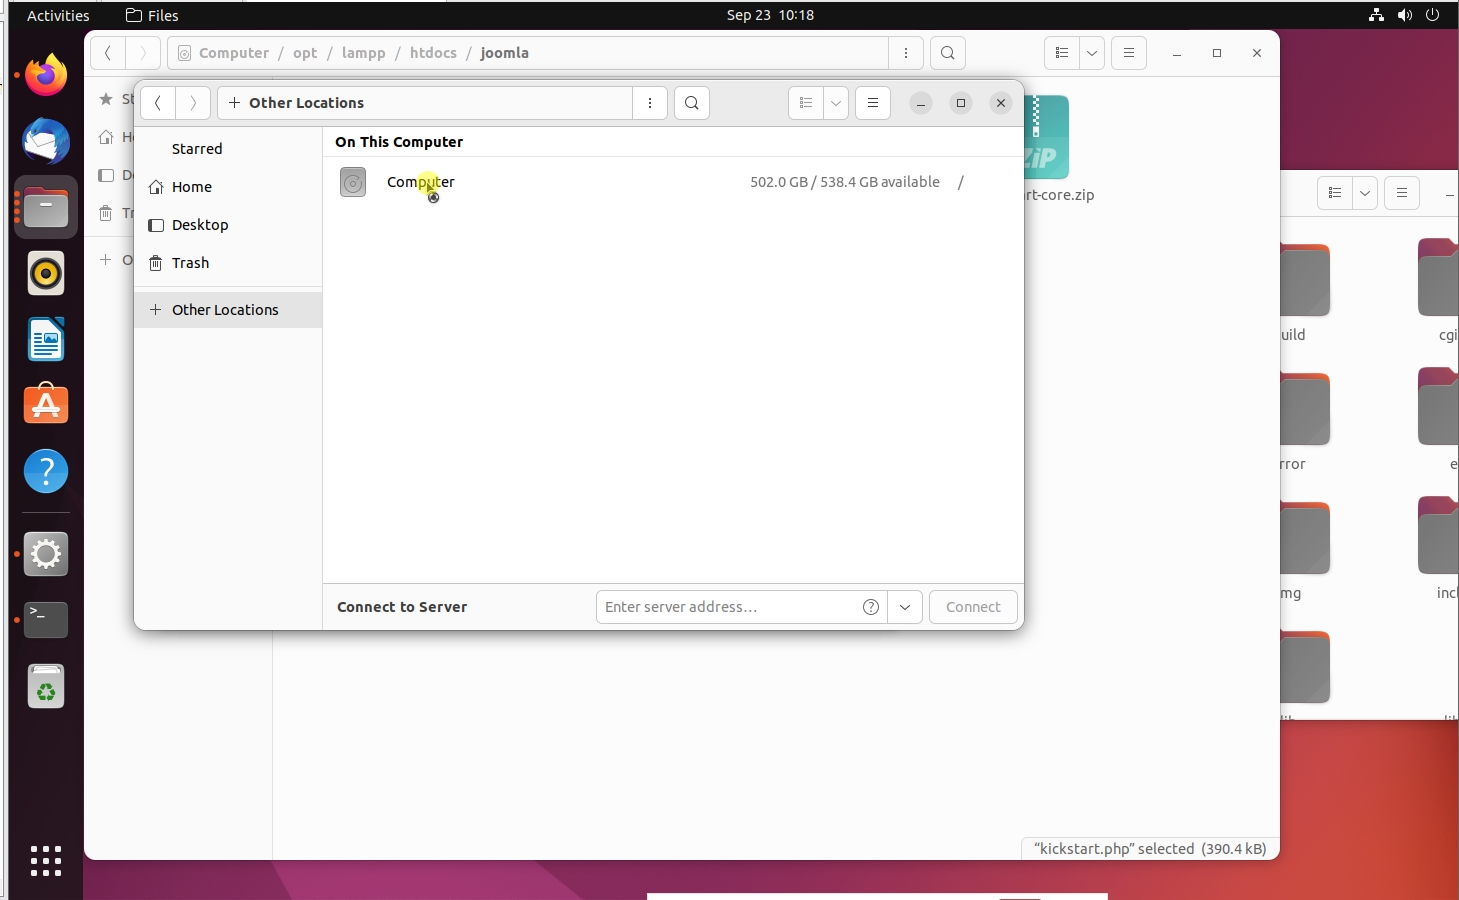 Activities Files Sep 23 10:18
Computer / opt / lampp / htdocs / joomla
Other Locations
Starred
Home
Desktop
Trash
Other Locations
On This Computer
Computer 502.0 GB / 538.4 GB available /
Connect to Server Enter server address... Connect
ZIP
rt-core.zip
uild cgi
rror e
mg incl
"kickstart.php" selected (390.4 kB)